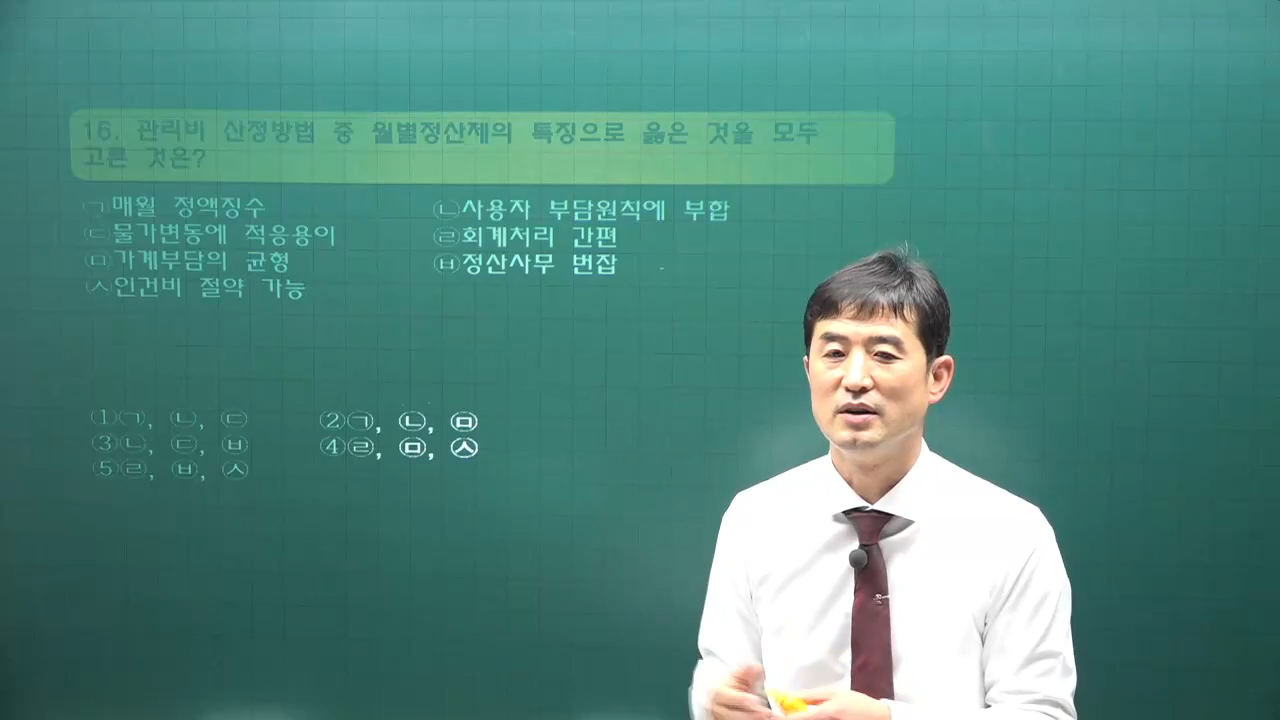 16. 관리비 산정방법 중 월별정산제의 특징으로 옳은 것을 모두
고른 것은?
㉠매월 정액징수 ㉡사용자 부담원칙에 부합
㉢물가변동에 적응용이 ㉣회계처리 간편
㉤가계부담의 균형 ㉥정산사무 번잡
㉦인건비 절약 가능
①㉠, ㉡, ㉢ ②㉠, ㉡, ㉤
③㉡, ㉢, ㉥ ④㉣, ㉤, ㉦
⑤㉣, ㉥, ㉦